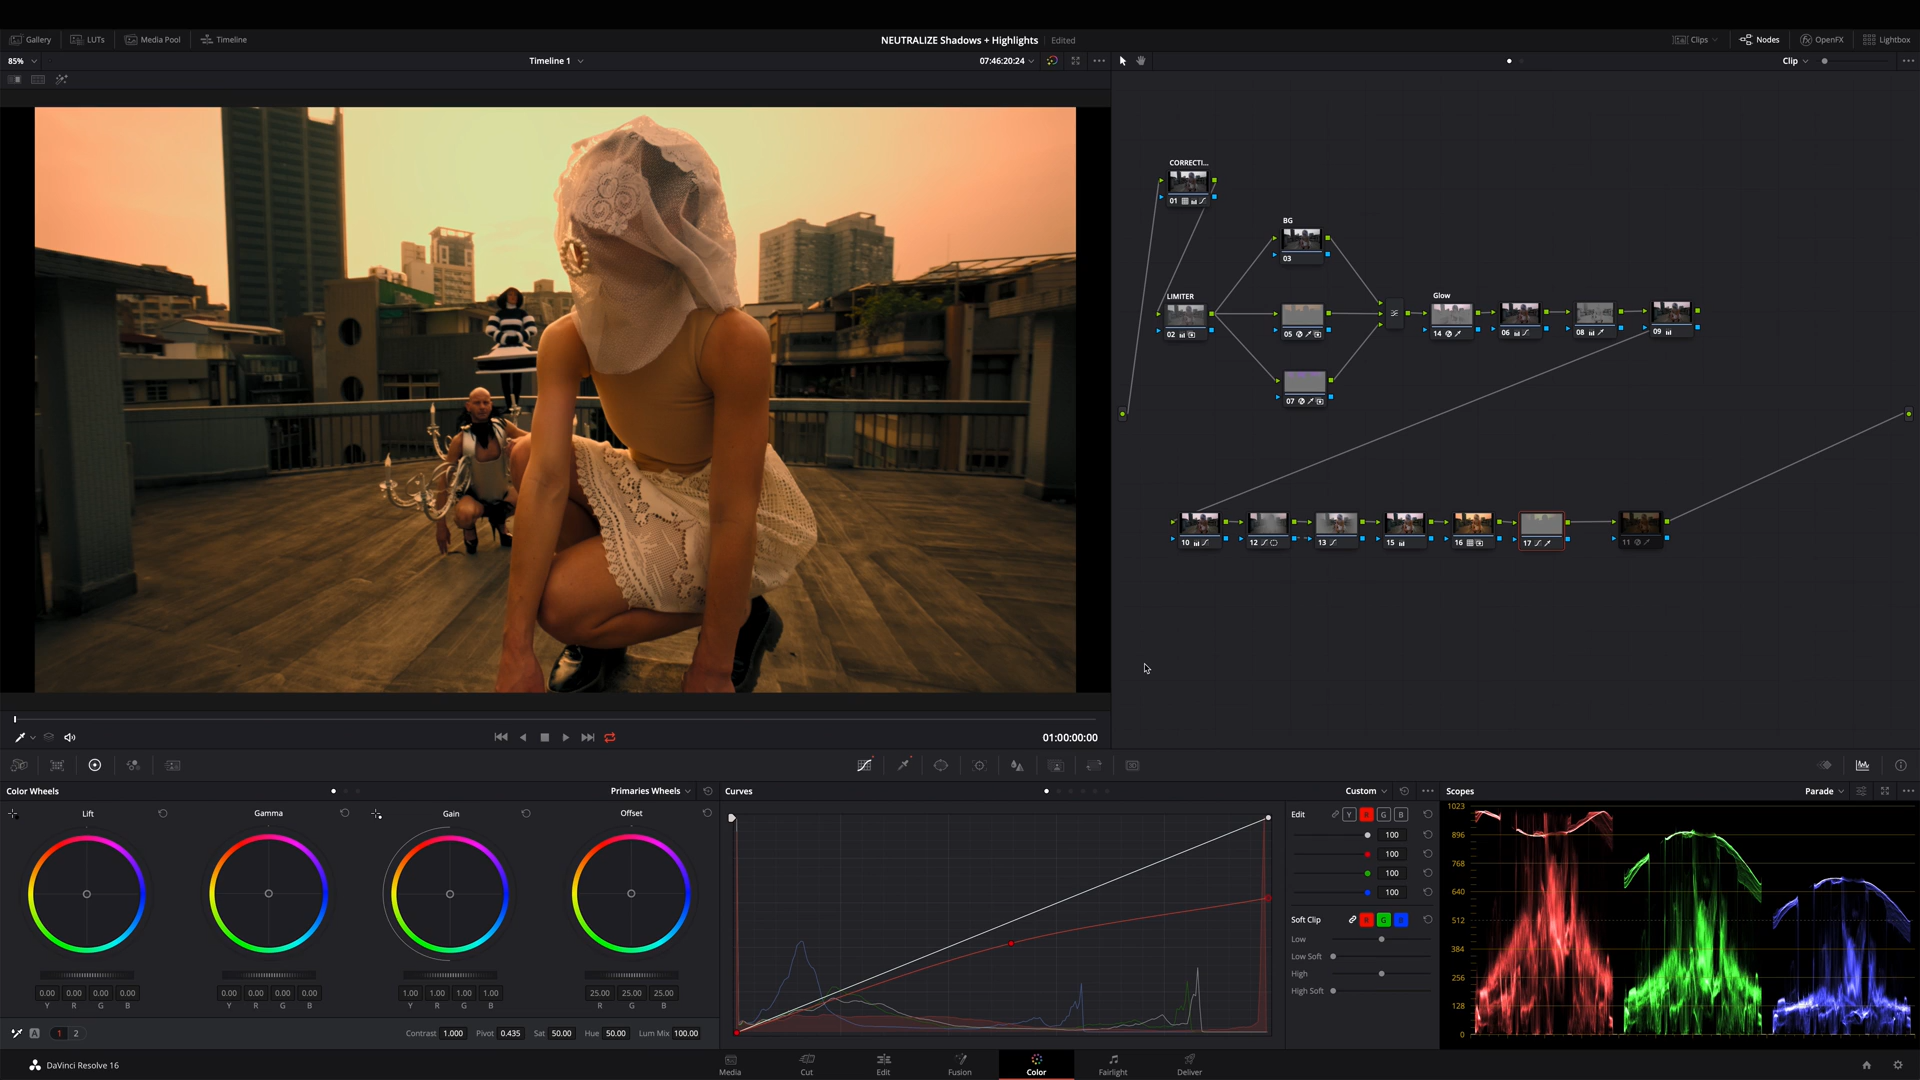 Gallery LUTs Media Pool Timeline NEUTRALIZE Shadows + Highlights Edited Clips Nodes OpenFX Lightbox
85% Timeline 1 07:46:20:24 Clip
CORRECTI...
01
BG
03
LIMITER Glow
02 05 14 06 08 09
07
10 12 13 15 16 17 11
01:00:00:00
Color Wheels Primaries Wheels Curves Custom Scopes Parade
Lift Gamma Gain Offset
Edit Y R G B
100
100
100
100
Soft Clip R G B
Low
Low Soft
High
High Soft
1023
896
768
640
512
384
256
128
0
0.00 0.00 0.00 0.00 0.00 0.00 0.00 0.00 1.00 1.00 1.00 1.00 25.00 25.00 25.00
Y R G B Y R G B Y R G B R G B
A 1 2 Contrast 1.000 Pivot 0.435 Sat 50.00 Hue 50.00 Lum Mix 100.00
DaVinci Resolve 16 Media Cut Edit Fusion Color Fairlight Deliver